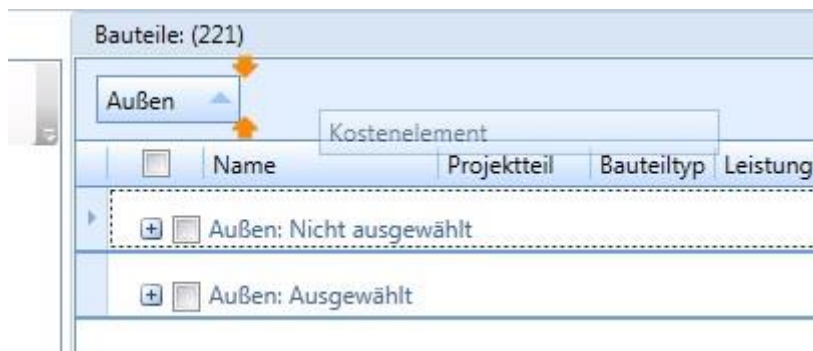 Bauteile: (221)
Außen
Kostenelement
Name Projektteil Bauteiltyp Leistung
Außen: Nicht ausgewählt
Außen: Ausgewählt